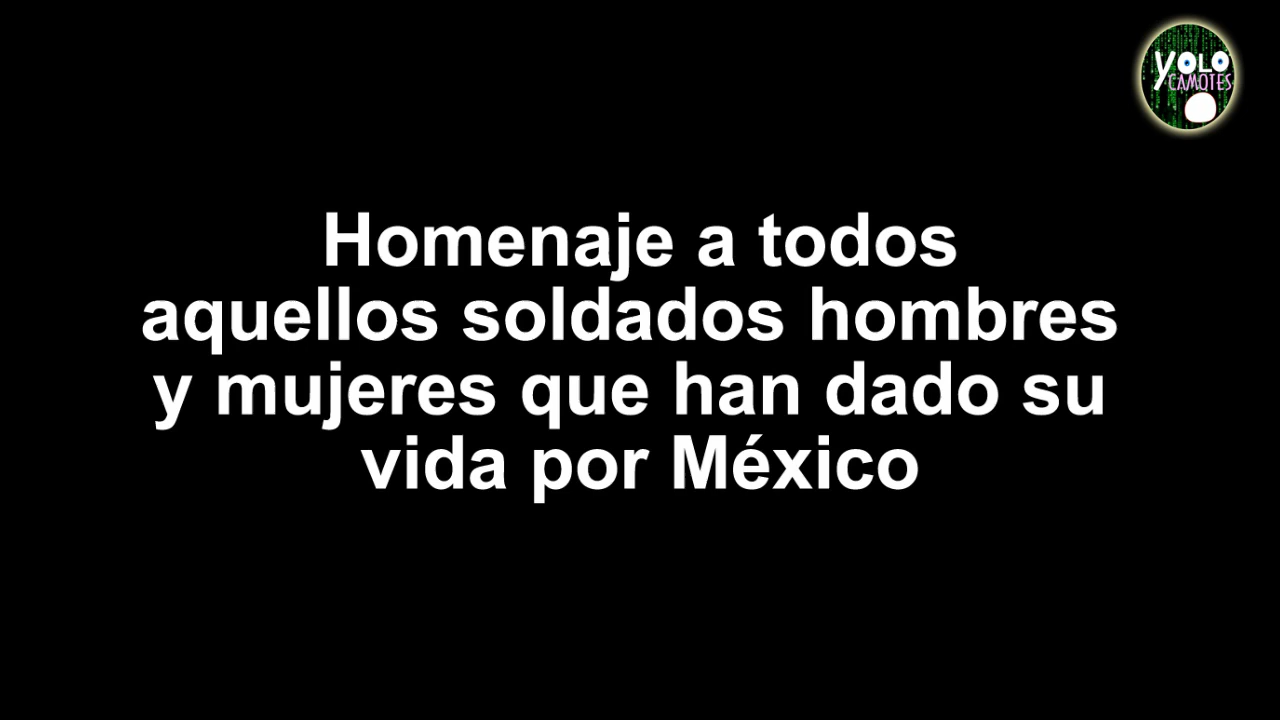 YOLO
CAMOTES
Homenaje a todos
aquellos soldados hombres
y mujeres que han dado su
vida por México